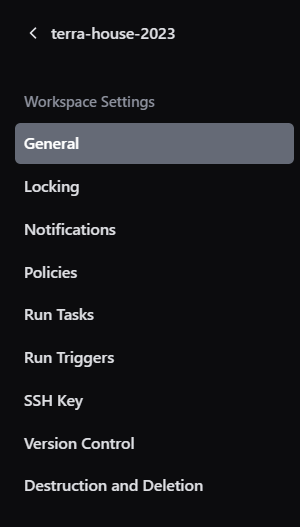 terra-house-2023
Workspace Settings
General
Locking
Notifications
Policies
Run Tasks
Run Triggers
SSH Key
Version Control
Destruction and Deletion